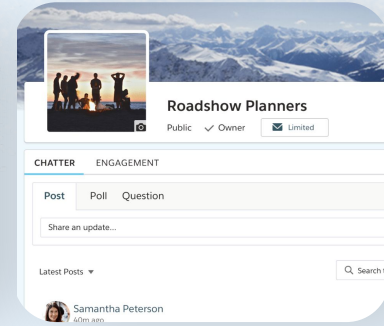 Roadshow Planners
Public Owner Limited
CHATTER ENGAGEMENT
Post Poll Question
Share an update...
Latest Posts Search
Samantha Peterson
40m ago